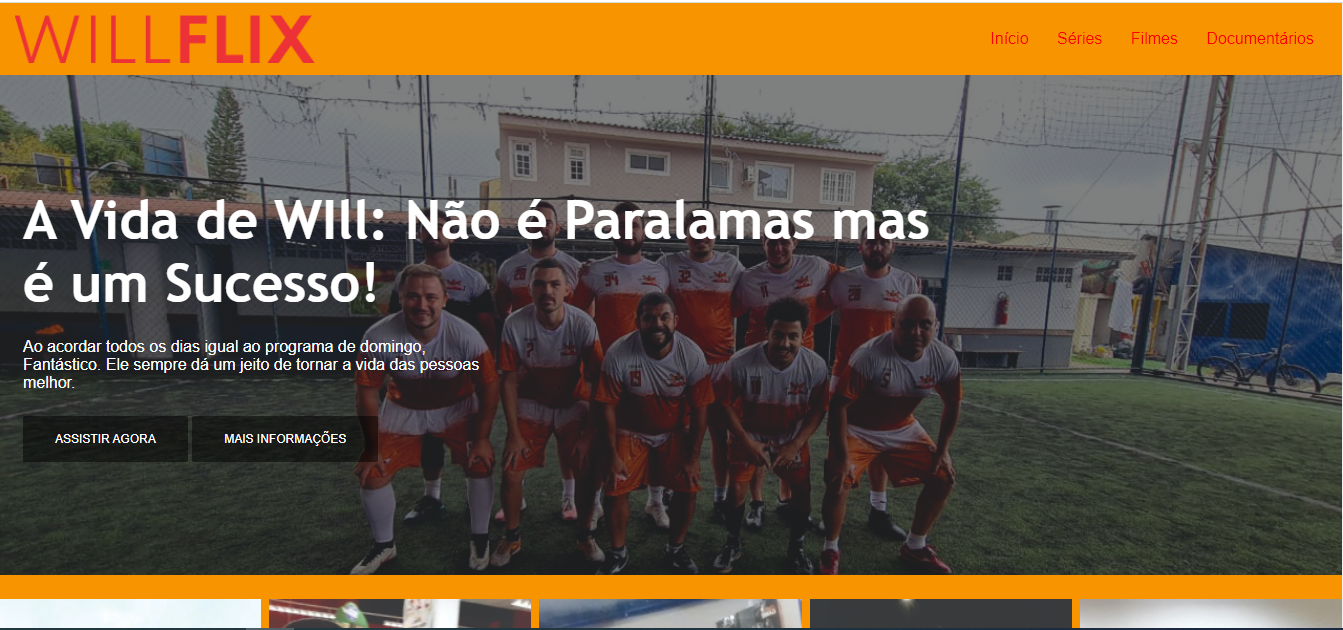 WILLFLIX
Início Séries Filmes Documentários
A Vida de WIll: Não é Paralamas mas
é um Sucesso!
Ao acordar todos os dias igual ao programa de domingo,
Fantástico. Ele sempre dá um jeito de tornar a vida das pessoas
melhor.
ASSISTIR AGORA MAIS INFORMAÇÕES